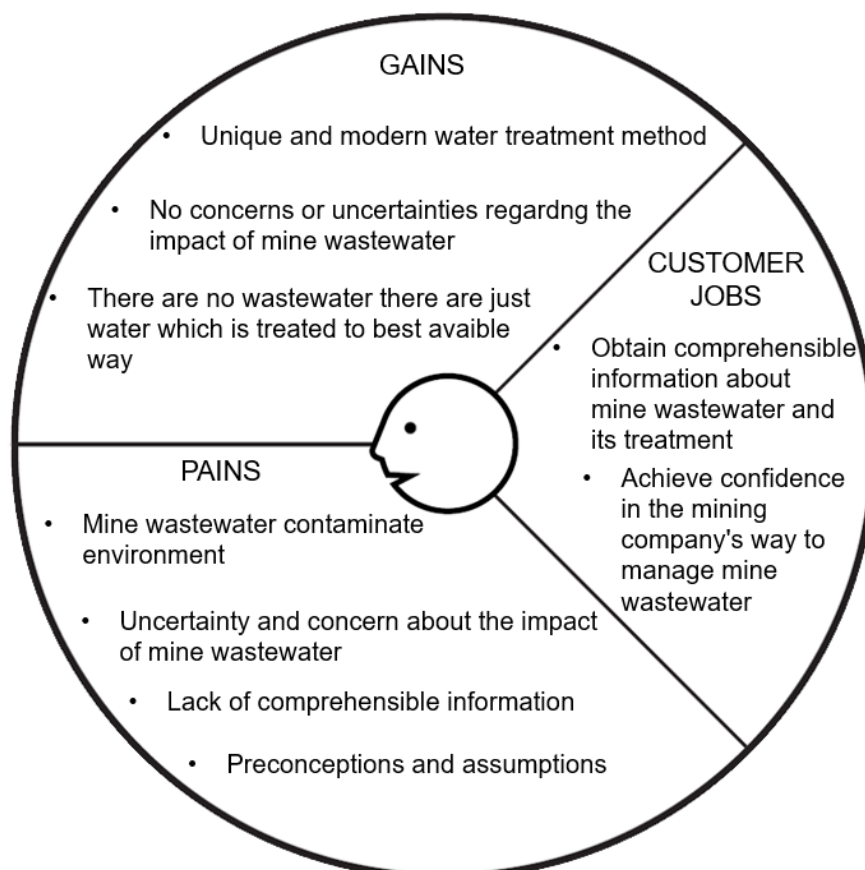 GAINS
• Unique and modern water treatment method
• No concerns or uncertainties regardng the
impact of mine wastewater
• There are no wastewater there are just
water which is treated to best avaible
way
CUSTOMER
JOBS
• Obtain comprehensible
information about
mine wastewater and
its treatment
• Achieve confidence
in the mining
company's way to
manage mine
wastewater
PAINS
• Mine wastewater contaminate
environment
• Uncertainty and concern about the impact
of mine wastewater
• Lack of comprehensible information
• Preconceptions and assumptions